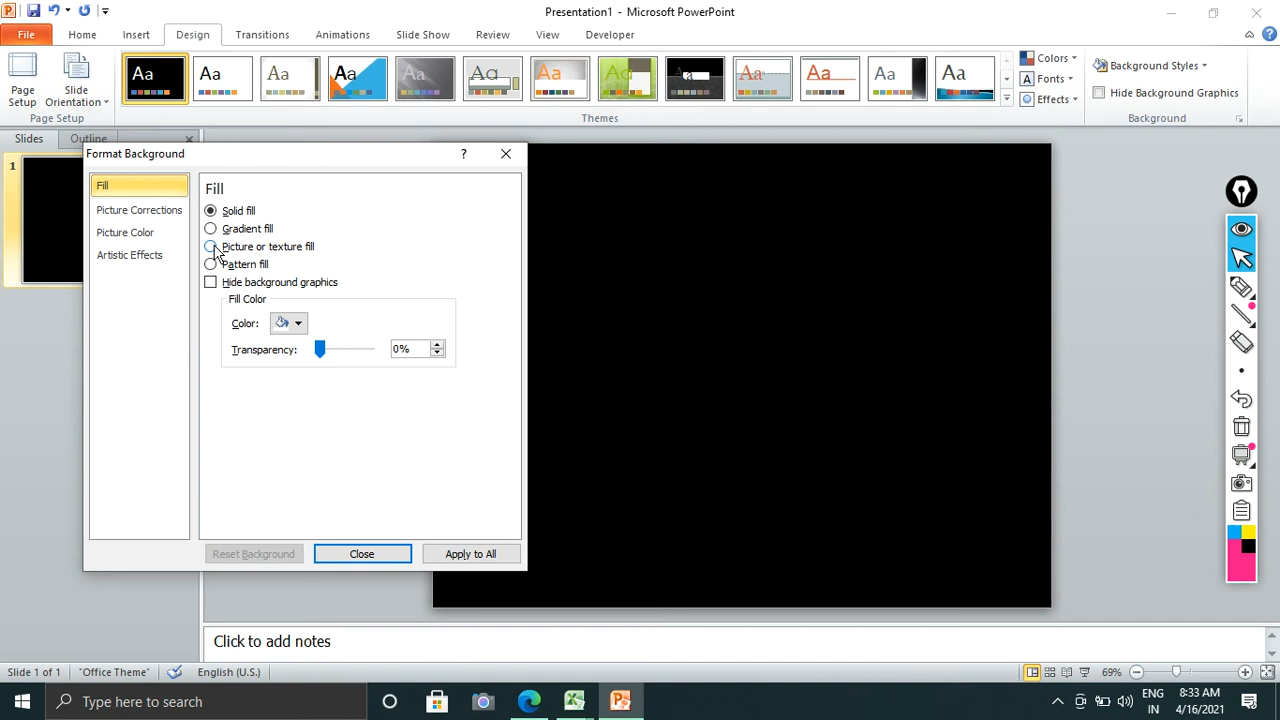 Presentation1 - Microsoft PowerPoint
File Home Insert Design Transitions Animations Slide Show Review View Developer
Page Setup
Slide Orientation
Page Setup
Aa Aa Aa Aa Aa Aa Aa Aa Aa Aa Aa Aa Aa
Themes
Colors
Fonts
Effects
Background Styles
Hide Background Graphics
Background
Slides Outline
1
Format Background
?
Fill
Picture Corrections
Picture Color
Artistic Effects
Fill
Solid fill
Gradient fill
Picture or texture fill
Pattern fill
Hide background graphics
Fill Color
Color:
Transparency:
0%
Reset Background
Close
Apply to All
Click to add notes
Slide 1 of 1
"Office Theme"
English (U.S.)
69%
Type here to search
ENG
IN
8:33 AM
4/16/2021